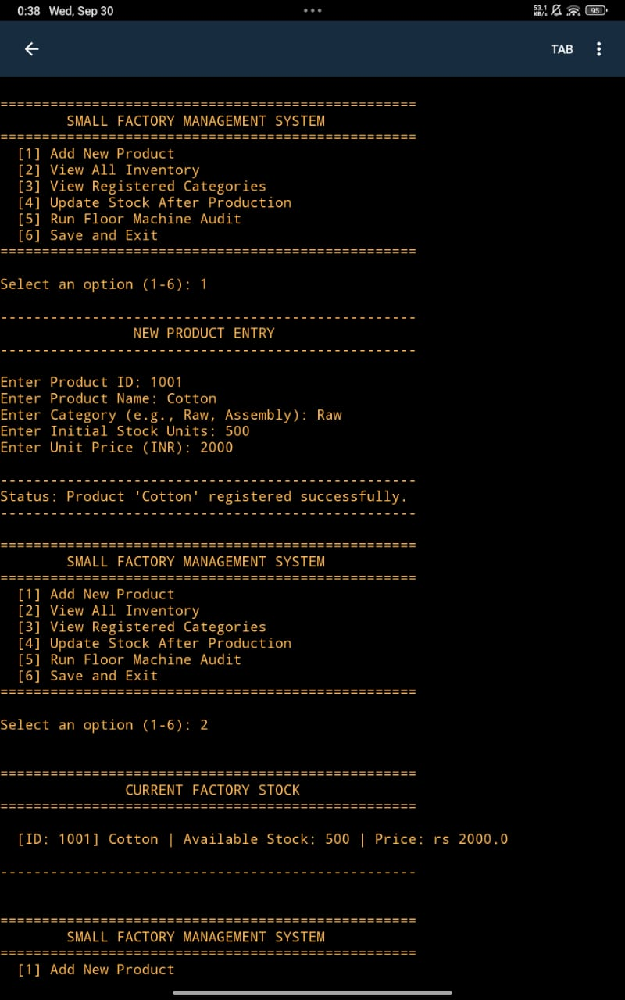 0:38 Wed, Sep 30 ••• 53.1 KB/s 95
TAB
==================================================
SMALL FACTORY MANAGEMENT SYSTEM
==================================================
[1] Add New Product
[2] View All Inventory
[3] View Registered Categories
[4] Update Stock After Production
[5] Run Floor Machine Audit
[6] Save and Exit
==================================================
Select an option (1-6): 1
--------------------------------------------------
NEW PRODUCT ENTRY
--------------------------------------------------
Enter Product ID: 1001
Enter Product Name: Cotton
Enter Category (e.g., Raw, Assembly): Raw
Enter Initial Stock Units: 500
Enter Unit Price (INR): 2000
--------------------------------------------------
Status: Product 'Cotton' registered successfully.
--------------------------------------------------
==================================================
SMALL FACTORY MANAGEMENT SYSTEM
==================================================
[1] Add New Product
[2] View All Inventory
[3] View Registered Categories
[4] Update Stock After Production
[5] Run Floor Machine Audit
[6] Save and Exit
==================================================
Select an option (1-6): 2
==================================================
CURRENT FACTORY STOCK
==================================================
[ID: 1001] Cotton | Available Stock: 500 | Price: rs 2000.0
--------------------------------------------------
==================================================
SMALL FACTORY MANAGEMENT SYSTEM
==================================================
[1] Add New Product